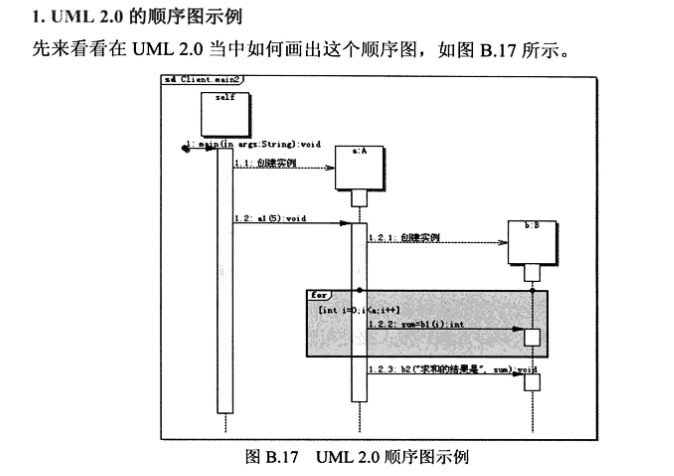 1. UML 2.0 的顺序图示例
先来看看在 UML 2.0 当中如何画出这个顺序图，如图 B.17 所示。
sd Client.main2
self
1: main(in args:String):void
a:A
1.1: 创建实例
1.2: a1(5):void
b:B
1.2.1: 创建实例
for
[int i=0;i<a;i++]
1.2.2: sum=b1(i):int
1.2.3: b2("求和的结果是", sum):void
图 B.17 UML 2.0 顺序图示例